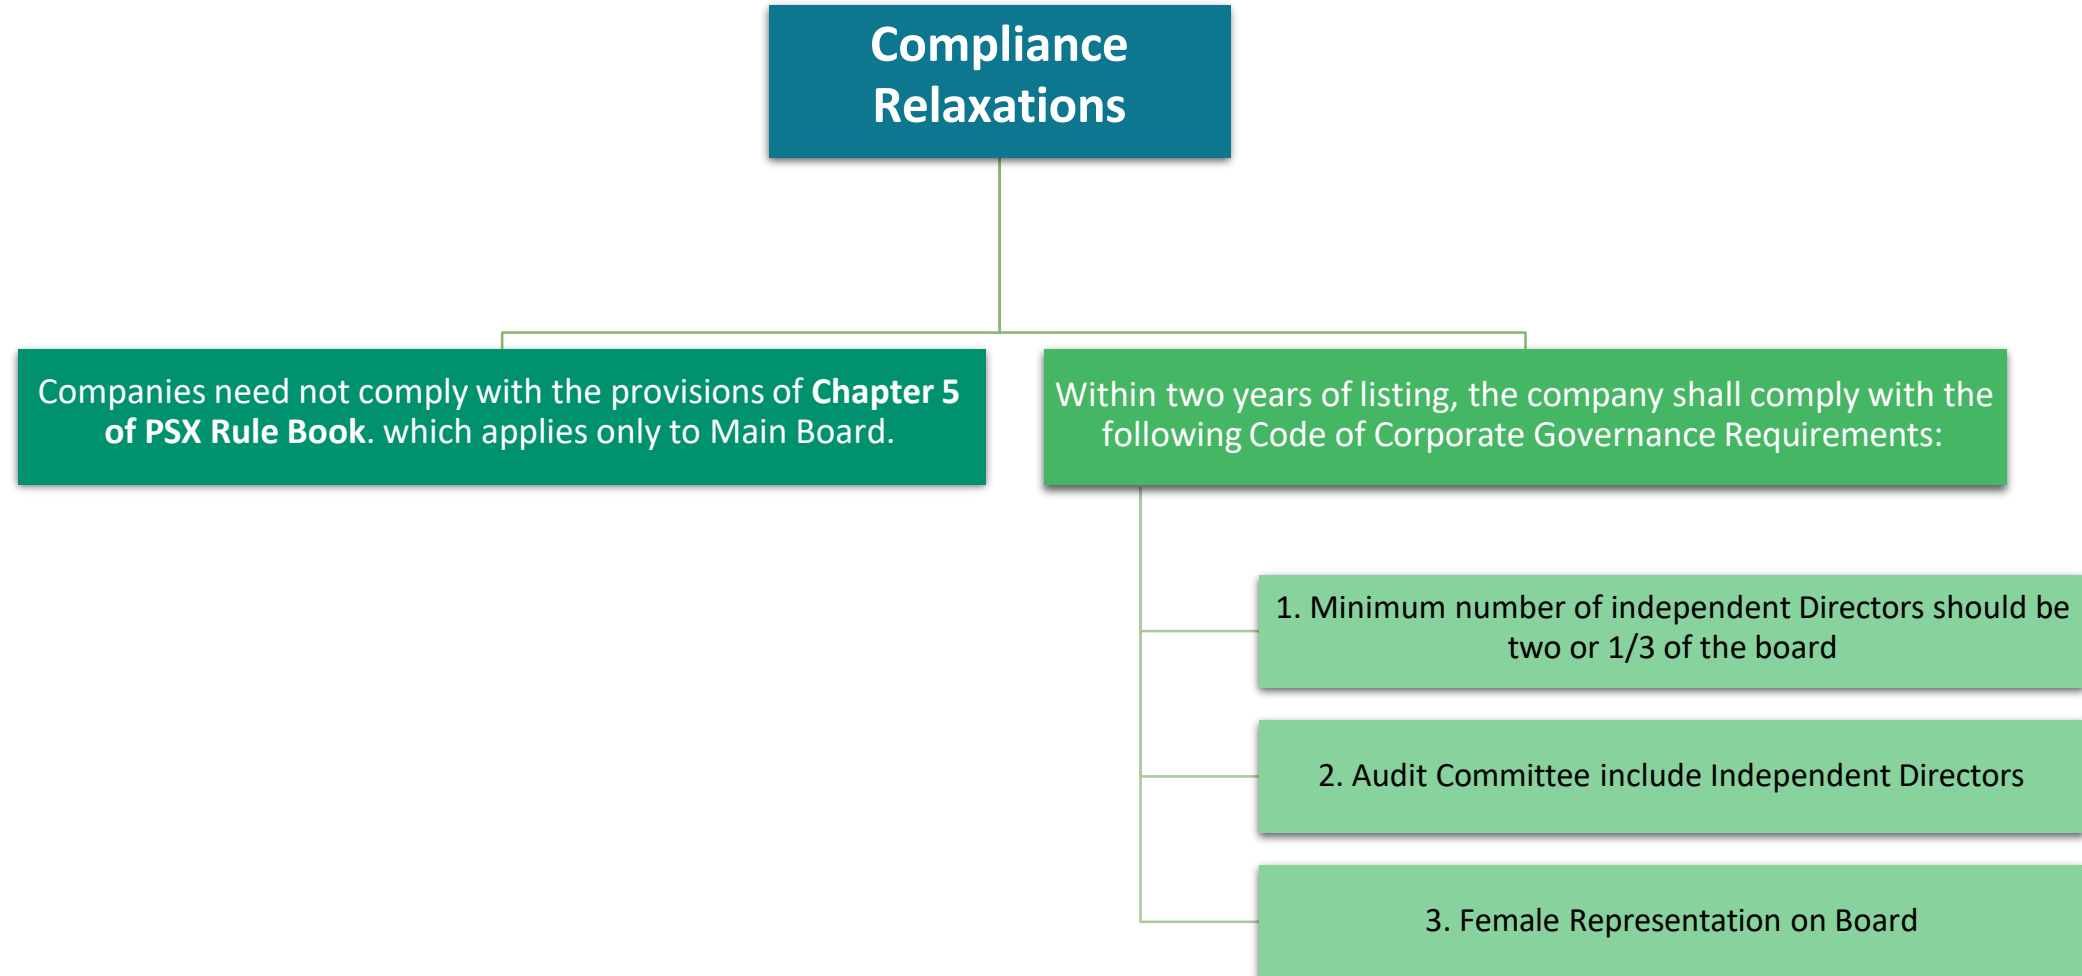 Compliance
Relaxations
Companies need not comply with the provisions of Chapter 5
of PSX Rule Book. which applies only to Main Board.
Within two years of listing, the company shall comply with the
following Code of Corporate Governance Requirements:
1. Minimum number of independent Directors should be
two or 1/3 of the board
2. Audit Committee include Independent Directors
3. Female Representation on Board